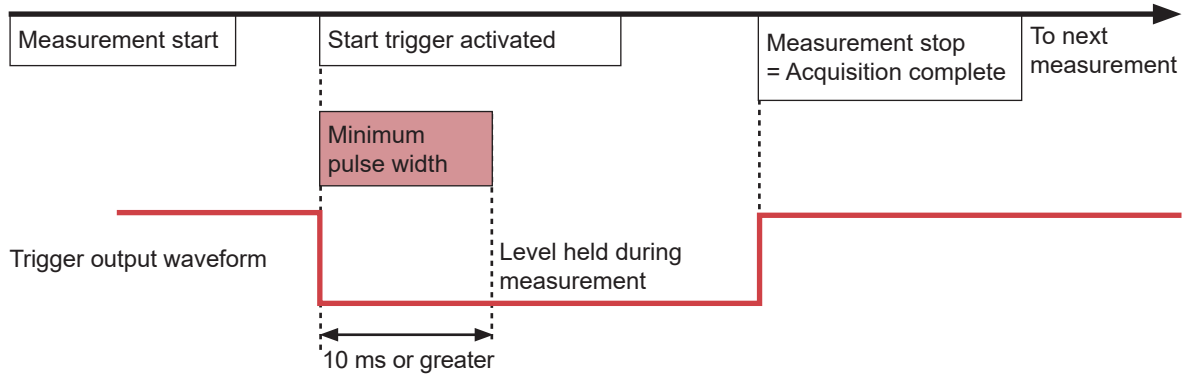 Measurement start
Start trigger activated
Measurement stop
= Acquisition complete
To next
measurement
Minimum
pulse width
Trigger output waveform
Level held during
measurement
10 ms or greater